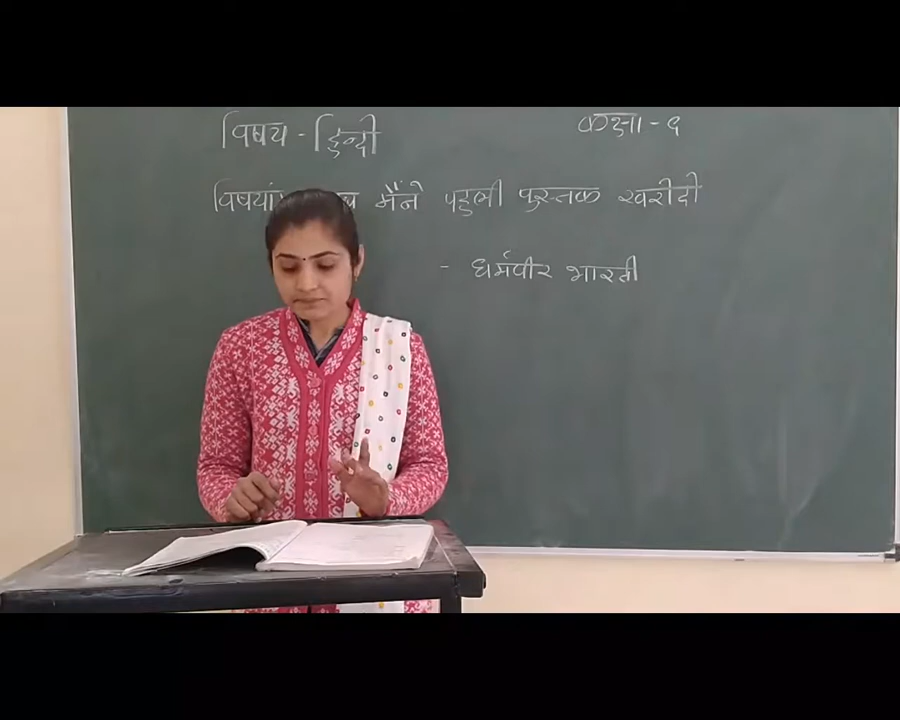 विषय - हिन्दी
कक्षा - ९
मैंने पहली पुस्तक खरीदी
- धर्मवीर भारती